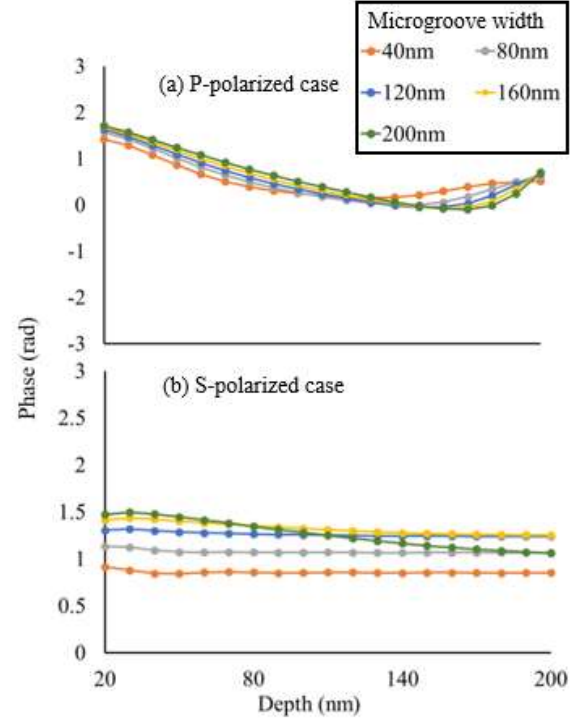 Microgroove width
40nm 80nm
120nm 160nm
200nm
(a) P-polarized case
3
2
1
0
-1
-2
-3
Phase (rad)
(b) S-polarized case
3
2.5
2
1.5
1
0.5
0
20 80 140 200
Depth (nm)